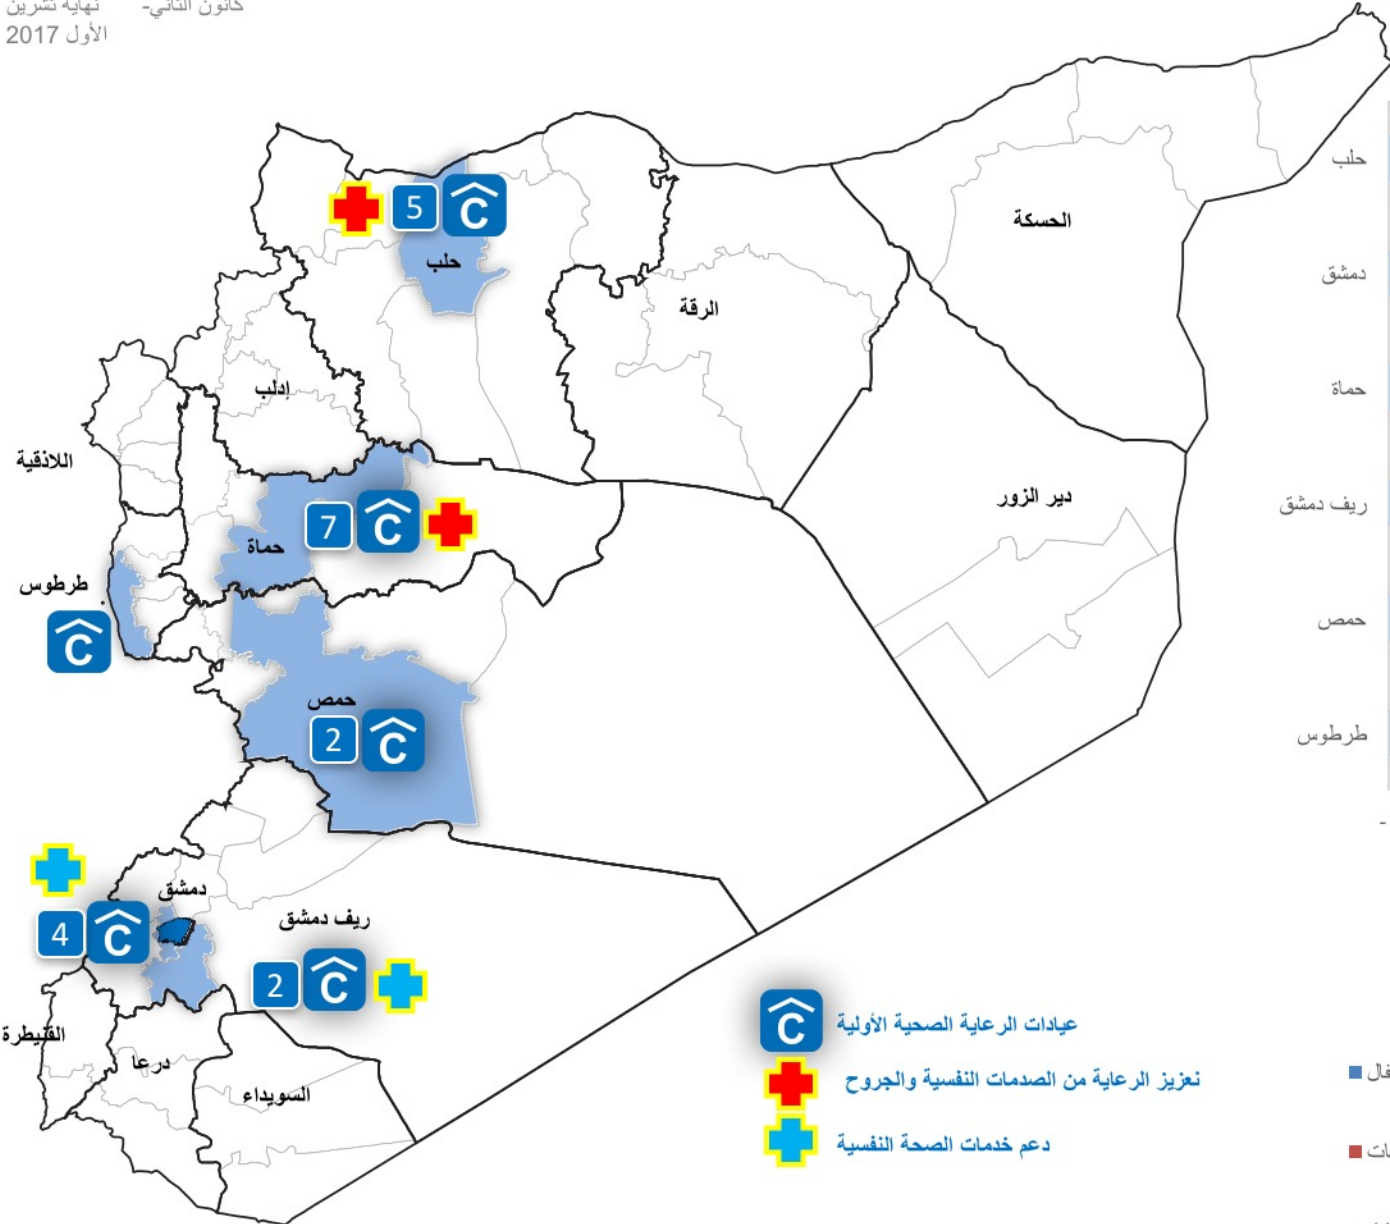 كانون الثاني- نهاية تشرين
الأول 2017
حلب
الحسكة
5
C
حلب
دمشق
الرقة
إدلب
حماة
اللاذقية
دير الزور
ريف دمشق
7
C
حماة
طرطوس
حمص
C
حمص
2
C
طرطوس
دمشق
ريف دمشق
4
C
2
C
القنيطرة
درعا
السويداء
C
عيادات الرعاية الصحية الأولية
تعزيز الرعاية من الصدمات النفسية والجروح
دعم خدمات الصحة النفسية